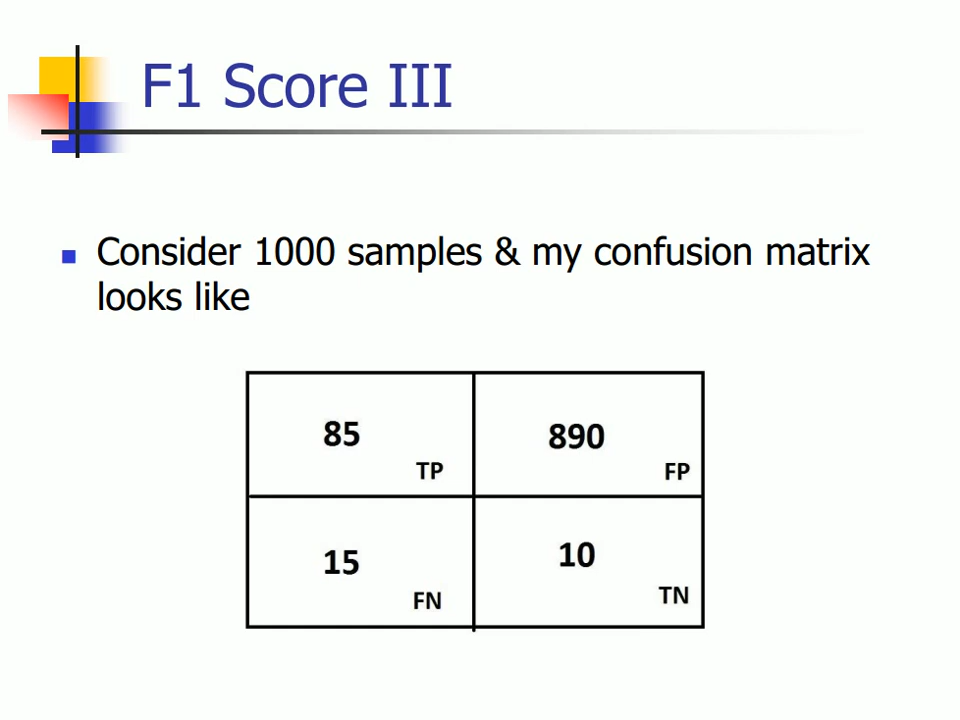 F1 Score III
Consider 1000 samples & my confusion matrix
looks like
85
TP
890
FP
15
FN
10
TN